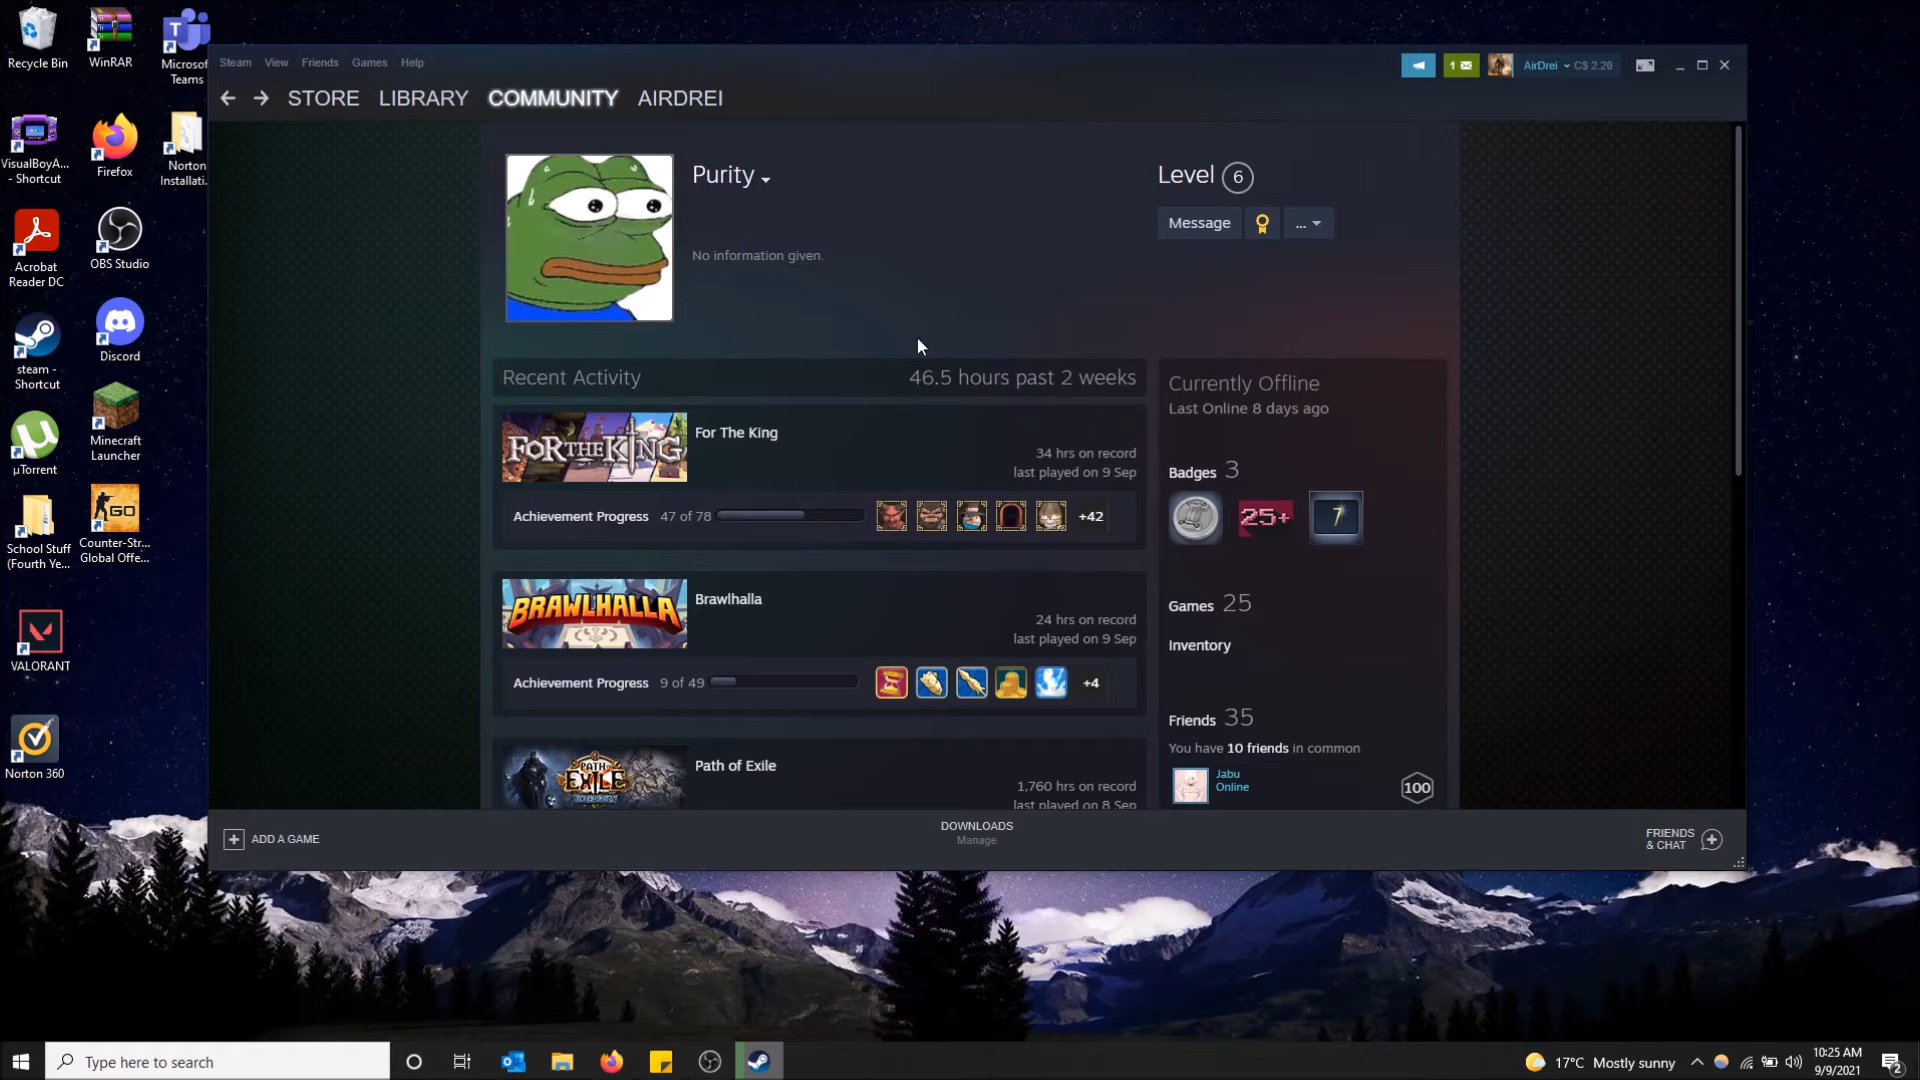 Recycle Bin
WinRAR
Microsof
Teams
VisualBoyA...
- Shortcut
Firefox
Norton
Installati...
Acrobat
Reader DC
OBS Studio
steam -
Shortcut
Discord
µTorrent
Minecraft
Launcher
School Stuff
(Fourth Ye...
Counter-Str...
Global Offe...
VALORANT
Norton 360
Steam View Friends Games Help
1 AirDrei C$ 2.20
STORE LIBRARY COMMUNITY AIRDREI
Purity
No information given.
Level 6
Message ...
Recent Activity 46.5 hours past 2 weeks
FOR THE KING
For The King
34 hrs on record
last played on 9 Sep
Achievement Progress 47 of 78 +42
BRAWLHALLA
Brawlhalla
24 hrs on record
last played on 9 Sep
Achievement Progress 9 of 49 +4
PATH OF EXILE
Path of Exile
1,760 hrs on record
last played on 8 Sep
Currently Offline
Last Online 8 days ago
Badges 3
25+ 7
Games 25
Inventory
Friends 35
You have 10 friends in common
Jabu
Online
100
ADD A GAME
DOWNLOADS
Manage
FRIENDS
& CHAT
Type here to search
17°C Mostly sunny
10:25 AM
9/9/2021
2